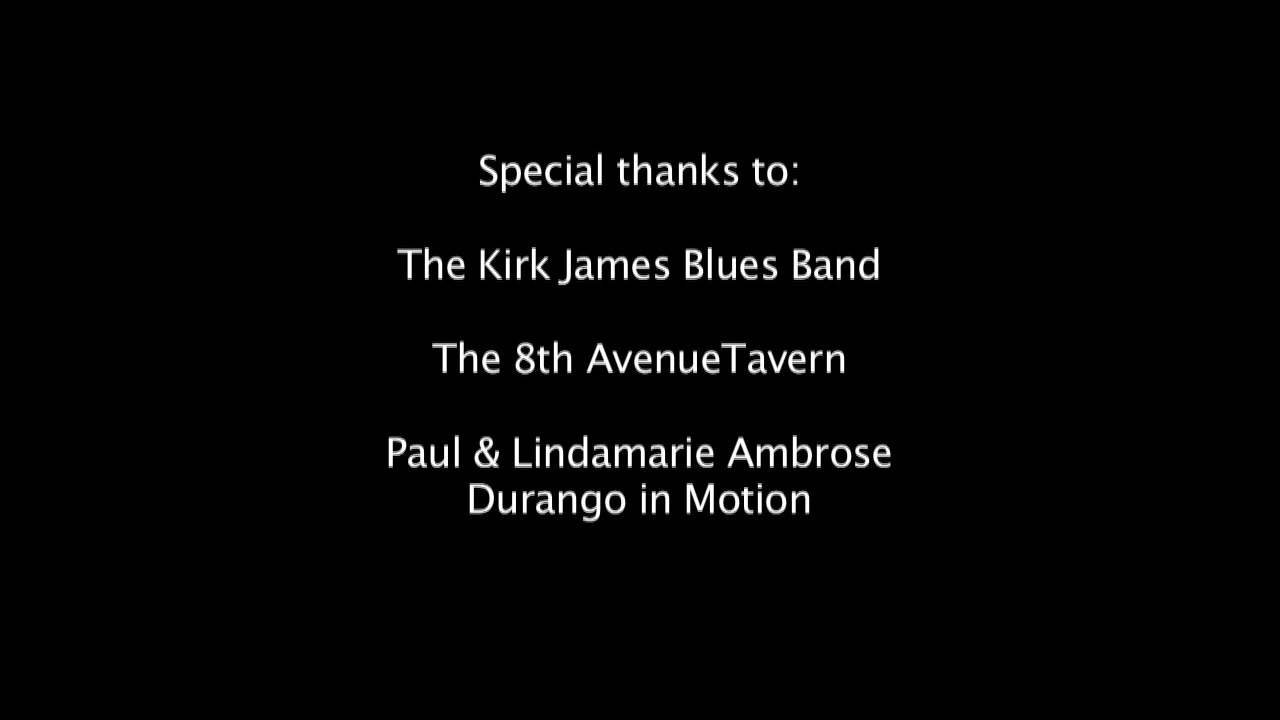 Special thanks to:
The Kirk James Blues Band
The 8th AvenueTavern
Paul & Lindamarie Ambrose
Durango in Motion